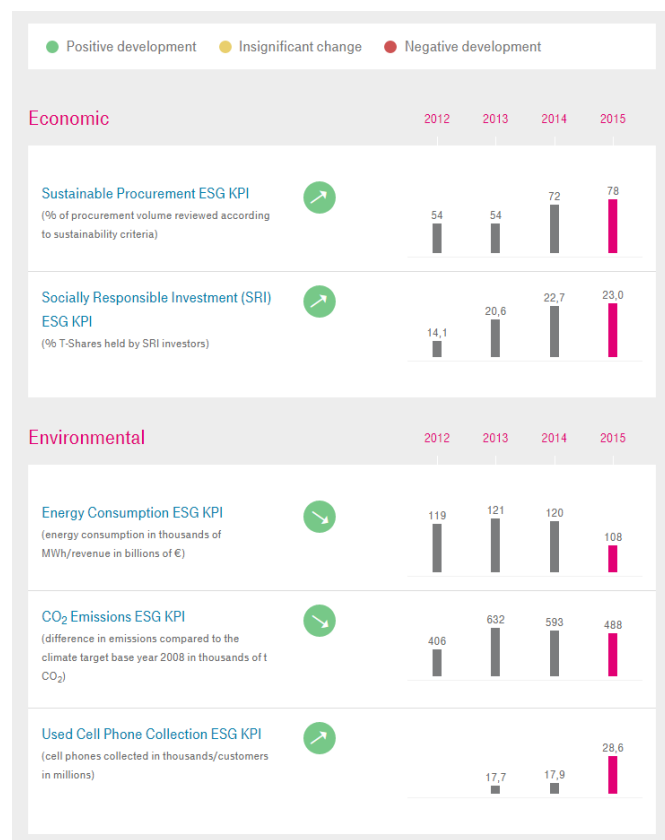 Positive development Insignificant change Negative development
Economic 2012 2013 2014 2015
Sustainable Procurement ESG KPI
(% of procurement volume reviewed according
to sustainability criteria)
54 54 72 78
Socially Responsible Investment (SRI)
ESG KPI
(% T-Shares held by SRI investors)
14,1 20,6 22,7 23,0
Environmental 2012 2013 2014 2015
Energy Consumption ESG KPI
(energy consumption in thousands of
MWh/revenue in billions of €)
119 121 120 108
CO₂ Emissions ESG KPI
(difference in emissions compared to the
climate target base year 2008 in thousands of t
CO₂)
406 632 593 488
Used Cell Phone Collection ESG KPI
(cell phones collected in thousands/customers
in millions)
17,7 17,9 28,6